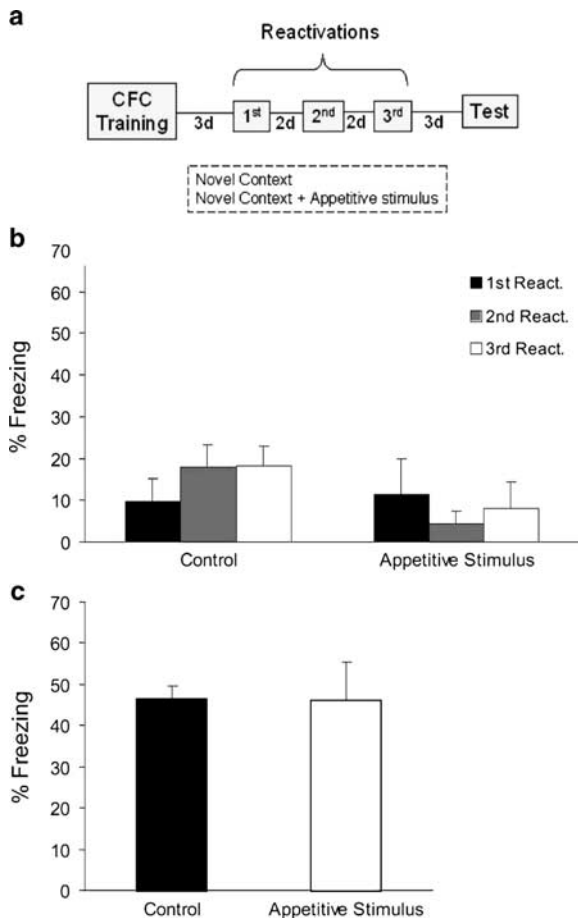 a
Reactivations
CFC Training
3d
1st
2d
2nd
2d
3rd
3d
Test
Novel Context
Novel Context + Appetitive stimulus
b
70
60
50
40
30
20
10
0
% Freezing
1st React.
2nd React.
3rd React.
Control
Appetitive Stimulus
c
70
60
50
40
30
20
10
0
% Freezing
Control
Appetitive Stimulus